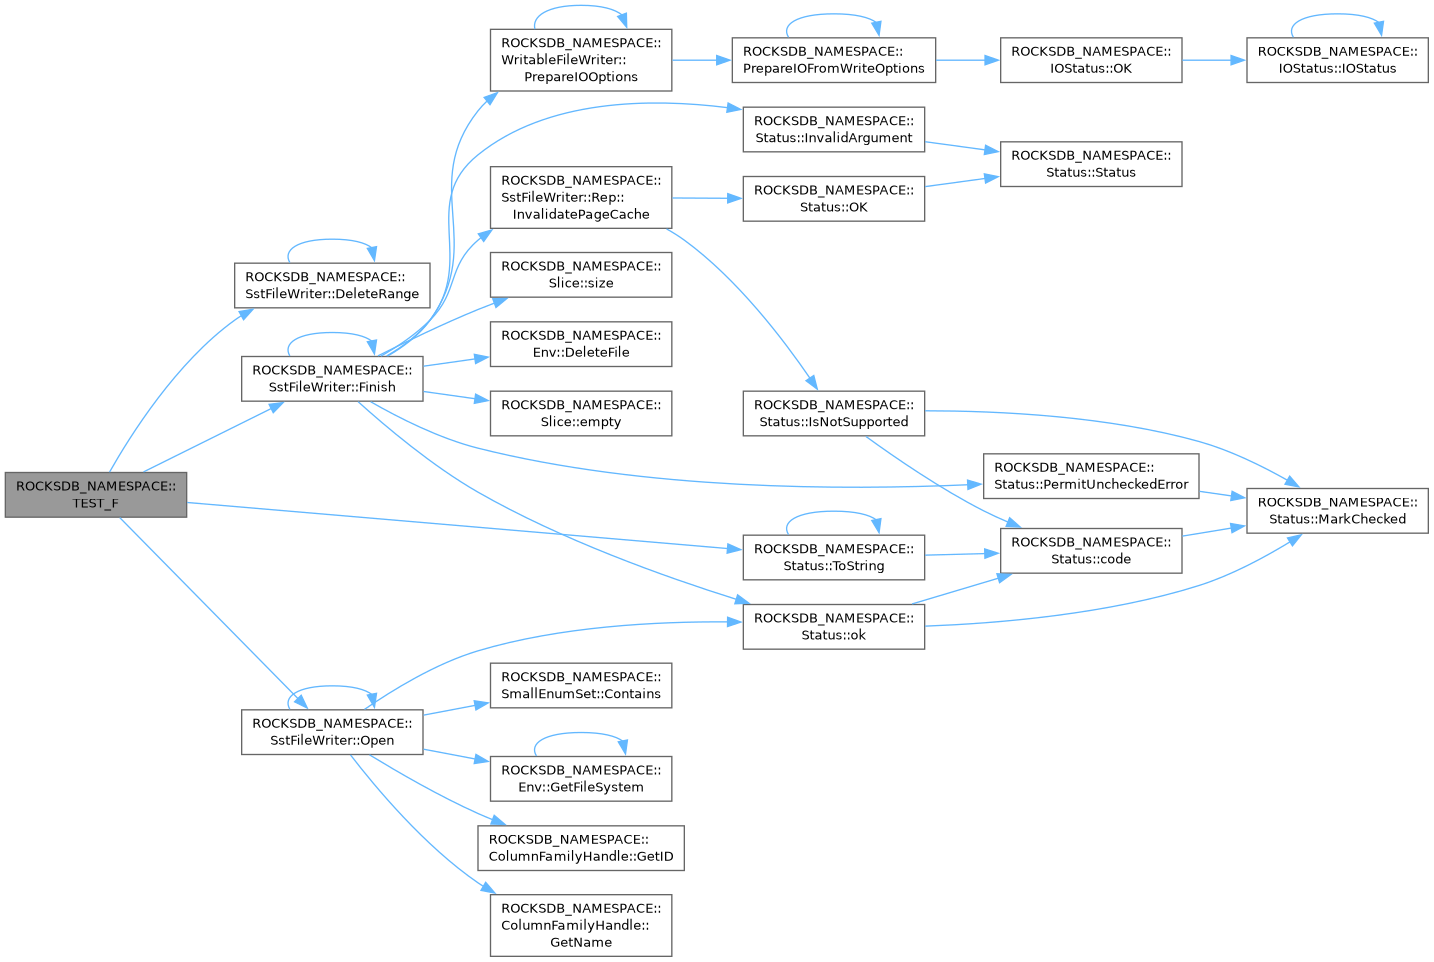 ROCKSDB_NAMESPACE::
TEST_F
ROCKSDB_NAMESPACE::
SstFileWriter::DeleteRange
ROCKSDB_NAMESPACE::
SstFileWriter::Finish
ROCKSDB_NAMESPACE::
SstFileWriter::Open
ROCKSDB_NAMESPACE::
WritableFileWriter::
PrepareIOOptions
ROCKSDB_NAMESPACE::
SstFileWriter::Rep::
InvalidatePageCache
ROCKSDB_NAMESPACE::
Slice::size
ROCKSDB_NAMESPACE::
Env::DeleteFile
ROCKSDB_NAMESPACE::
Slice::empty
ROCKSDB_NAMESPACE::
SmallEnumSet::Contains
ROCKSDB_NAMESPACE::
Env::GetFileSystem
ROCKSDB_NAMESPACE::
ColumnFamilyHandle::GetID
ROCKSDB_NAMESPACE::
ColumnFamilyHandle::
GetName
ROCKSDB_NAMESPACE::
PrepareIOFromWriteOptions
ROCKSDB_NAMESPACE::
Status::InvalidArgument
ROCKSDB_NAMESPACE::
Status::OK
ROCKSDB_NAMESPACE::
Status::IsNotSupported
ROCKSDB_NAMESPACE::
Status::ToString
ROCKSDB_NAMESPACE::
Status::ok
ROCKSDB_NAMESPACE::
IOStatus::OK
ROCKSDB_NAMESPACE::
Status::Status
ROCKSDB_NAMESPACE::
Status::PermitUncheckedError
ROCKSDB_NAMESPACE::
Status::code
ROCKSDB_NAMESPACE::
IOStatus::IOStatus
ROCKSDB_NAMESPACE::
Status::MarkChecked